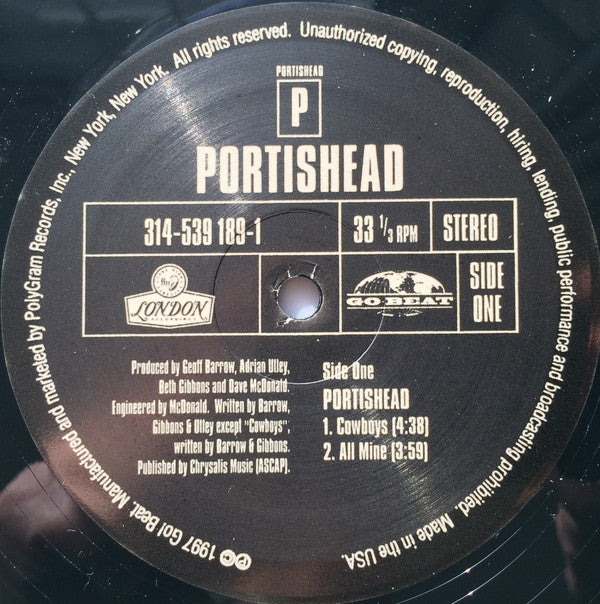 PORTISHEAD
P
PORTISHEAD
314-539 189-1
33 1/3 RPM
STEREO
LONDON
RECORDINGS
GO BEAT
SIDE
ONE
Produced by Geoff Barrow, Adrian Utley,
Beth Gibbons and Dave McDonald.
Engineered by McDonald. Written by Barrow,
Gibbons & Utley except "Cowboys";
written by Barrow & Gibbons.
Published by Chrysalis Music (ASCAP).
Side One
PORTISHEAD
1. Cowboys (4:38)
2. All Mine (3:59)
℗© 1997 Go! Beat. Manufactured and marketed by PolyGram Records, Inc., New York, New York. All rights reserved. Unauthorized copying, reproduction, hiring, lending, public performance and broadcasting prohibited. Made in the USA.